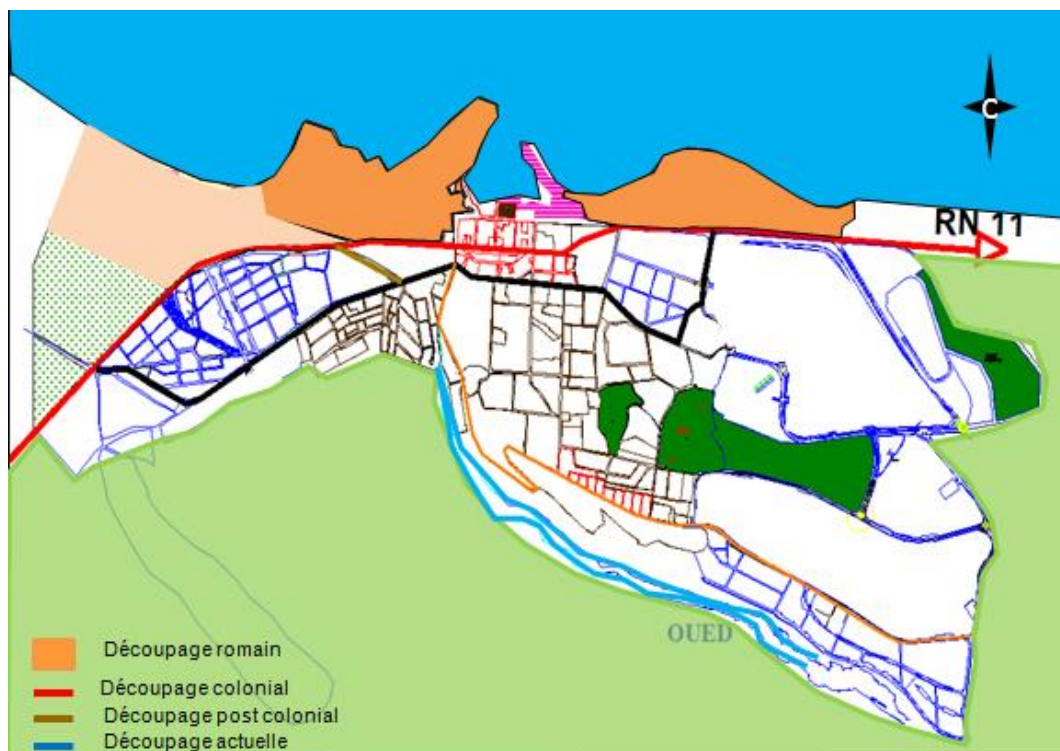 C
RN 11
OUED
Découpage romain
Découpage colonial
Découpage post colonial
Découpage actuelle